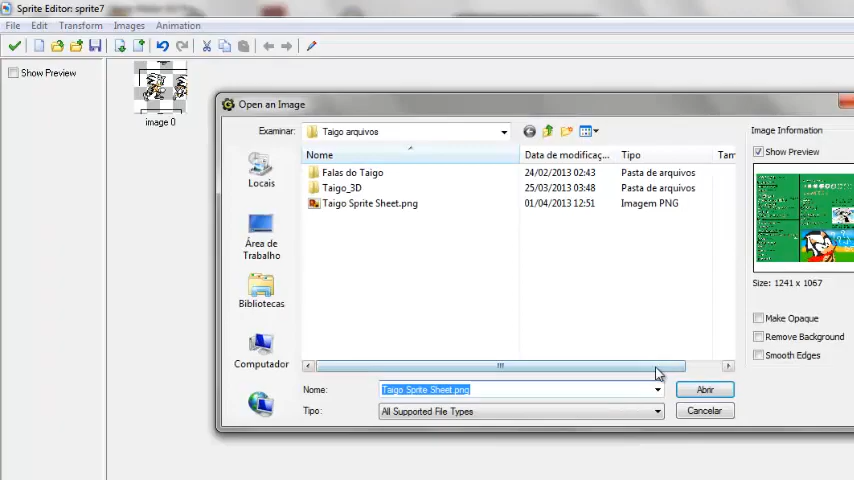 Sprite Editor: sprite7
File Edit Transform Images Animation
Show Preview
image 0
Open an Image
Examinar: Taigo arquivos
Nome Data de modificaç... Tipo Tar
Falas do Taigo 24/02/2013 02:43 Pasta de arquivos
Taigo_3D 25/03/2013 03:48 Pasta de arquivos
Taigo Sprite Sheet.png 01/04/2013 12:51 Imagem PNG
Locais
Área de
Trabalho
Bibliotecas
Computador
Nome: Taigo Sprite Sheet.png Abrir
Tipo: All Supported File Types Cancelar
Image Information
Show Preview
Size: 1241 x 1067
Make Opaque
Remove Background
Smooth Edges